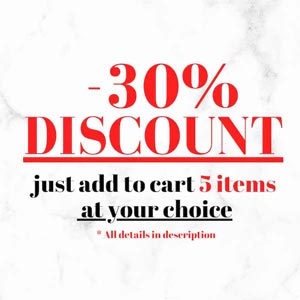 -30%
DISCOUNT
just add to cart 5 items
at your choice
* All details in description